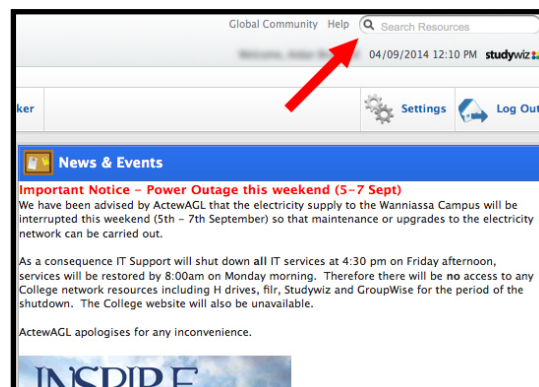 Global Community Help Search Resources
04/09/2014 12:10 PM studywiz
ker Settings Log Out
News & Events
Important Notice – Power Outage this weekend (5–7 Sept)
We have been advised by ActewAGL that the electricity supply to the Wanniassa Campus will be
interrupted this weekend (5th – 7th September) so that maintenance or upgrades to the electricity
network can be carried out.
As a consequence IT Support will shut down all IT services at 4:30 pm on Friday afternoon,
services will be restored by 8:00am on Monday morning. Therefore there will be no access to any
College network resources including H drives, filr, Studywiz and GroupWise for the period of the
shutdown. The College website will also be unavailable.
ActewAGL apologises for any inconvenience.
INSPIRE